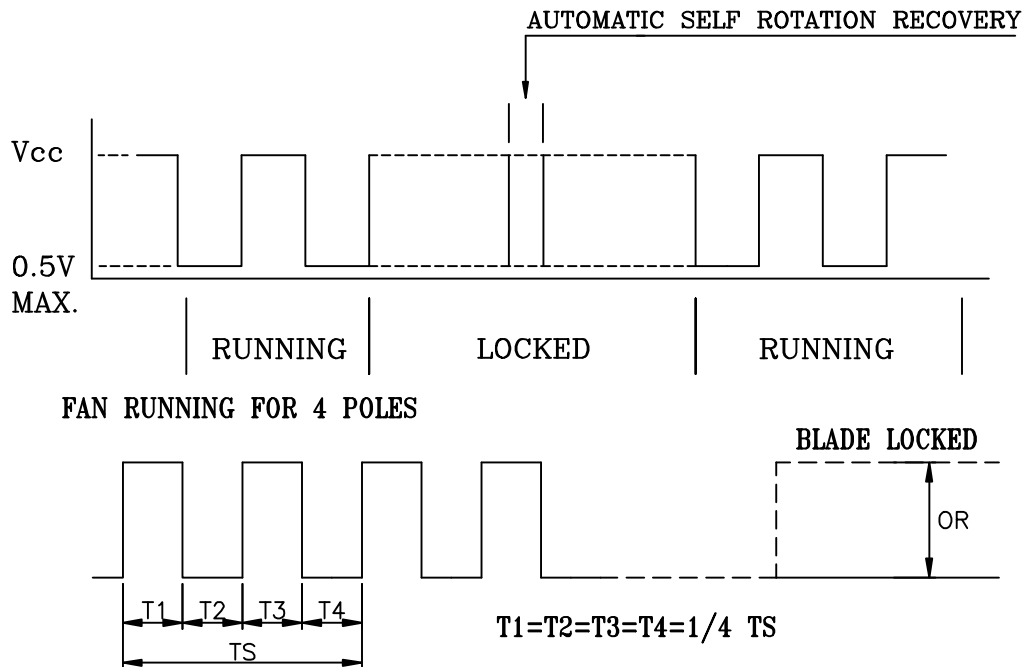 AUTOMATIC SELF ROTATION RECOVERY
Vcc
0.5V
MAX.
RUNNING
LOCKED
RUNNING
FAN RUNNING FOR 4 POLES
BLADE LOCKED
OR
T1
T2
T3
T4
T1=T2=T3=T4=1/4 TS
TS